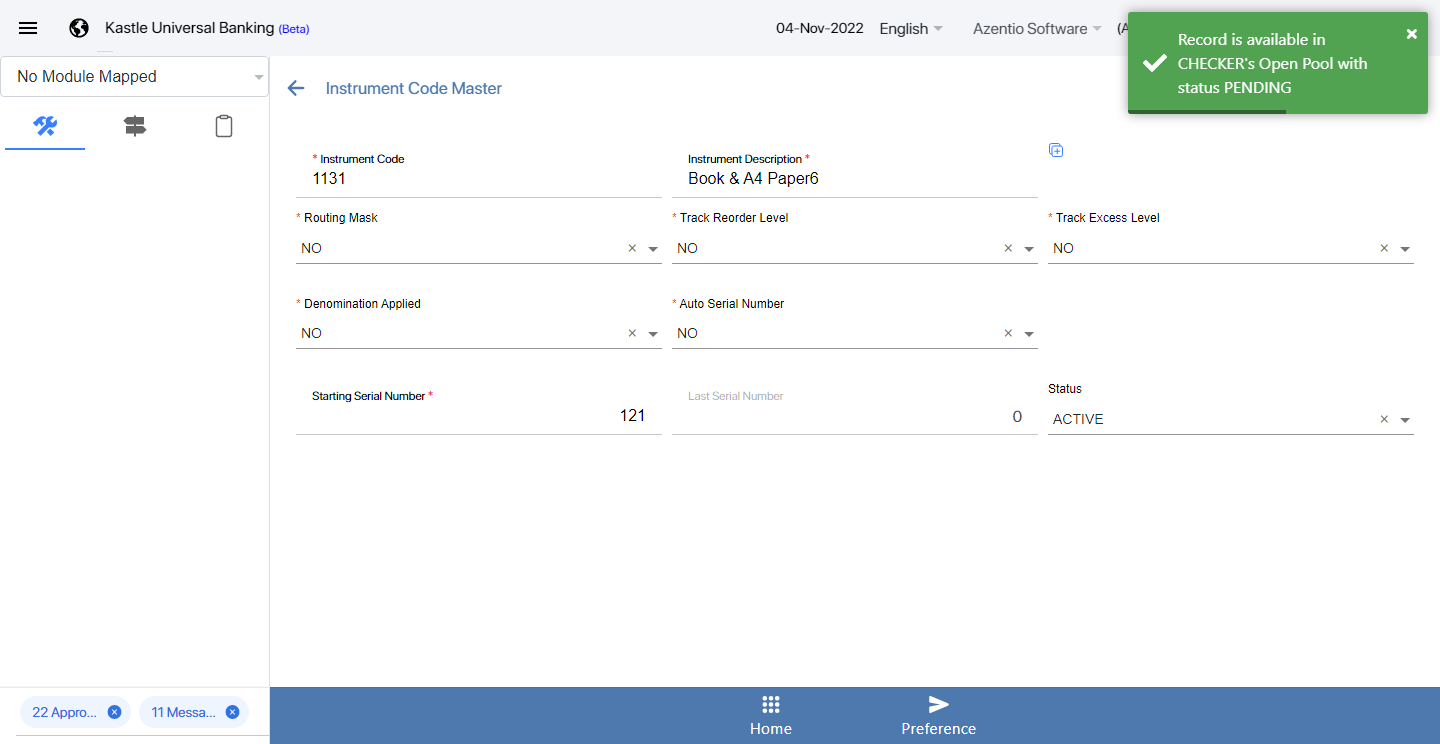 Kastle Universal Banking (Beta)
04-Nov-2022
English
Azentio Software
(A
Record is available in
CHECKER's Open Pool with
status PENDING
No Module Mapped
Instrument Code Master
* Instrument Code
1131
Instrument Description *
Book & A4 Paper6
* Routing Mask
NO
* Track Reorder Level
NO
* Track Excess Level
NO
* Denomination Applied
NO
* Auto Serial Number
NO
Starting Serial Number *
121
Last Serial Number
0
Status
ACTIVE
22 Appro...
11 Messa...
Home
Preference